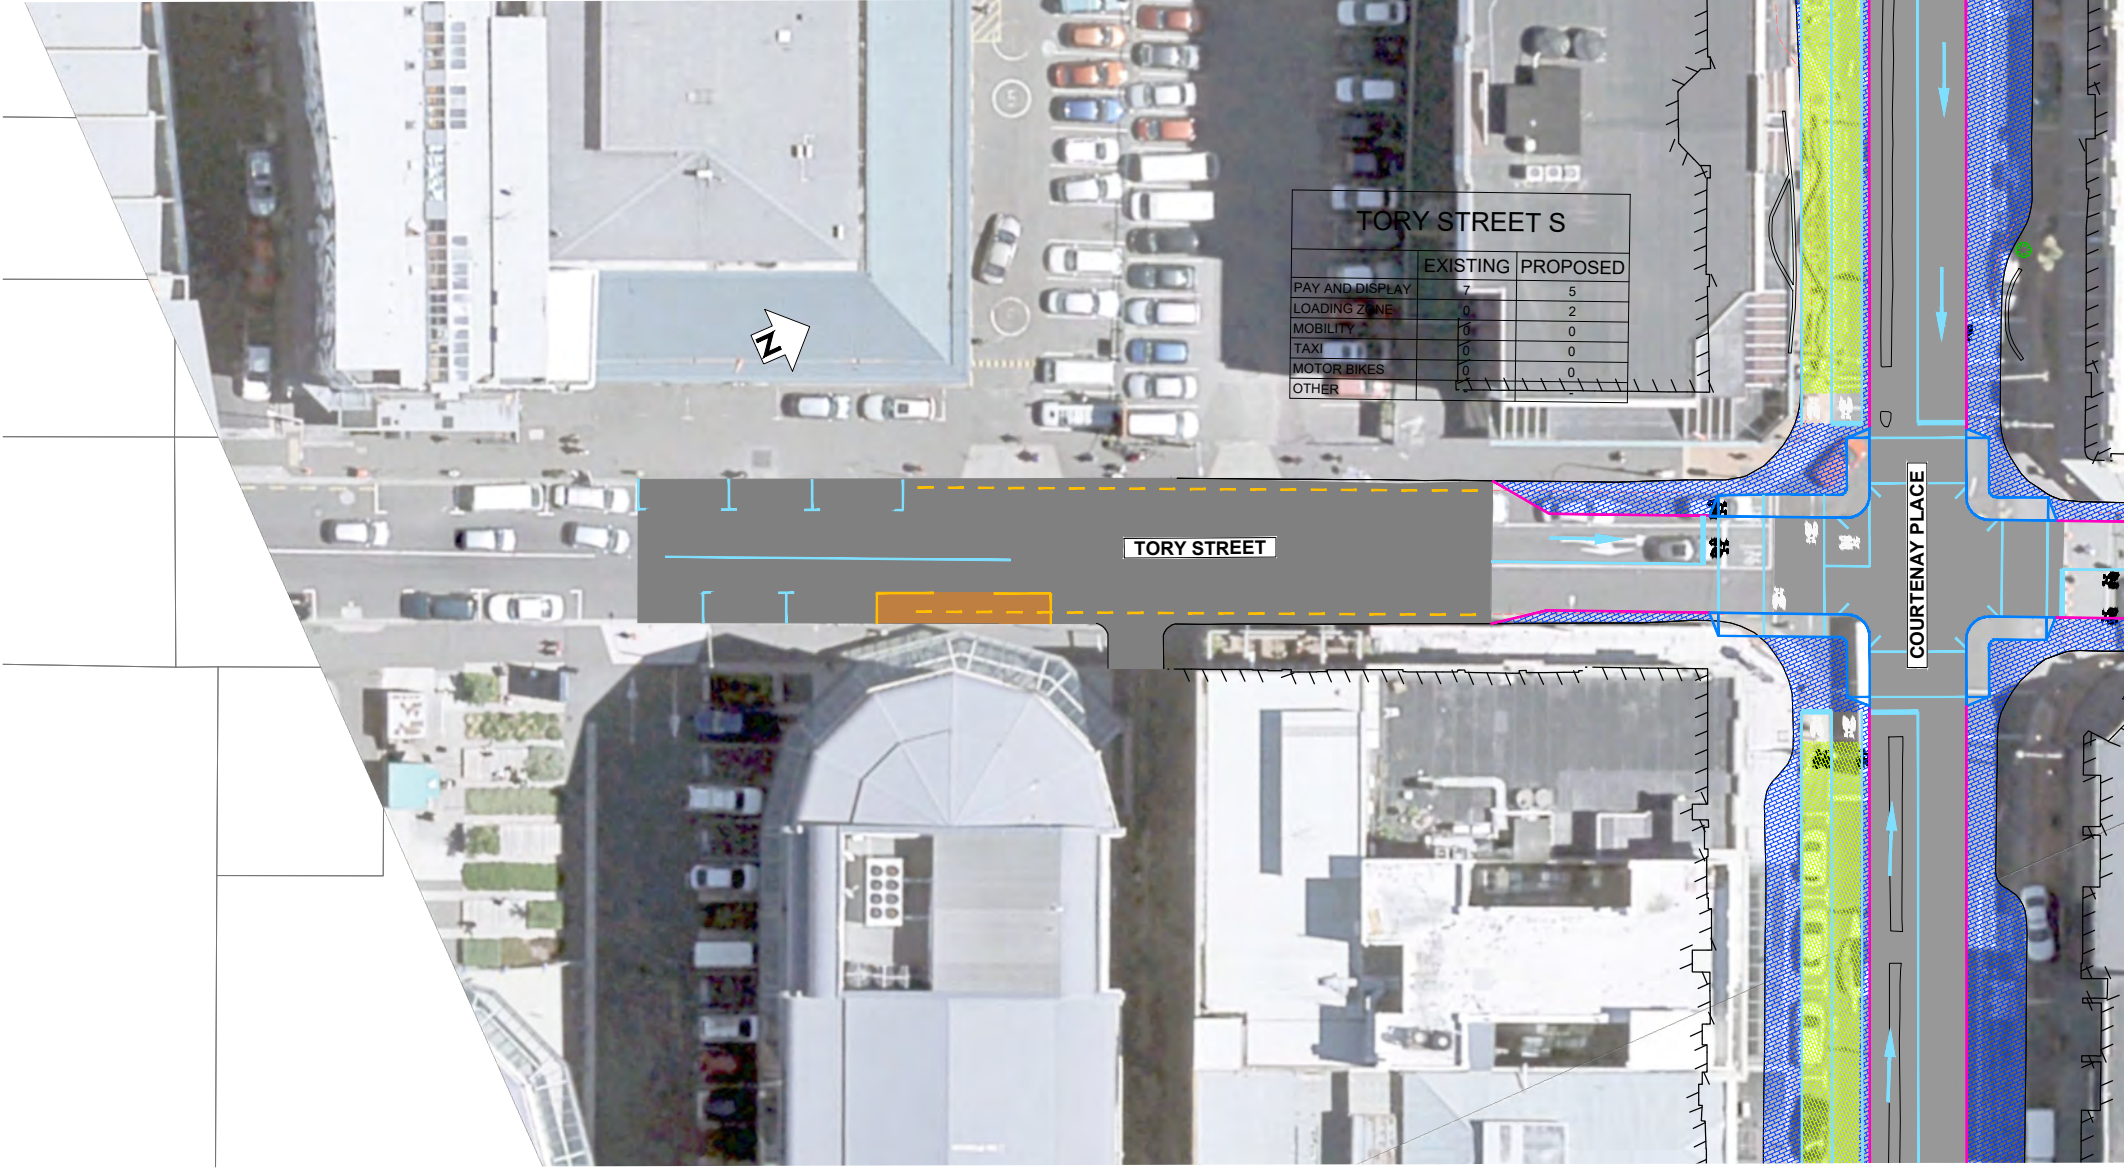 TORY STREET S
EXISTING PROPOSED
PAY AND DISPLAY 7 5
LOADING ZONE 0 2
MOBILITY 0 0
TAXI 0 0
MOTOR BIKES 0 0
OTHER - -
N
TORY STREET
COURTENAY PLACE